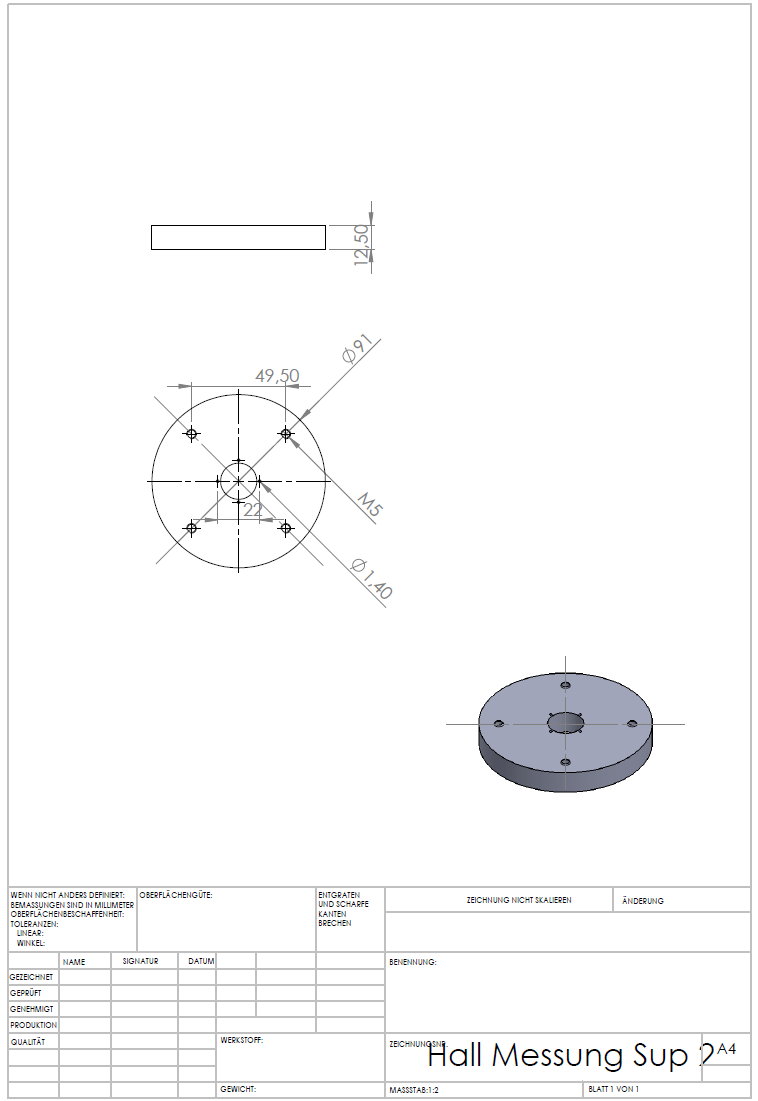 12,50
⌀91
49,50
M5
22
⌀1,40
WENN NICHT ANDERS DEFINIERT:
BEMASSUNGEN SIND IN MILLIMETER
OBERFLÄCHENBESCHAFFENHEIT:
TOLERANZEN:
LINEAR:
WINKEL:
OBERFLÄCHENGÜTE:
ENTGRATEN
UND SCHARFE
KANTEN
BRECHEN
ZEICHNUNG NICHT SKALIEREN
ÄNDERUNG
NAME
SIGNATUR
DATUM
GEZEICHNET
GEPRÜFT
GENEHMIGT
PRODUKTION
QUALITÄT
BENENNUNG:
WERKSTOFF:
ZEICHNUNGSNR.
Hall Messung Sup 2
A4
GEWICHT:
MASSSTAB:1:2
BLATT 1 VON 1